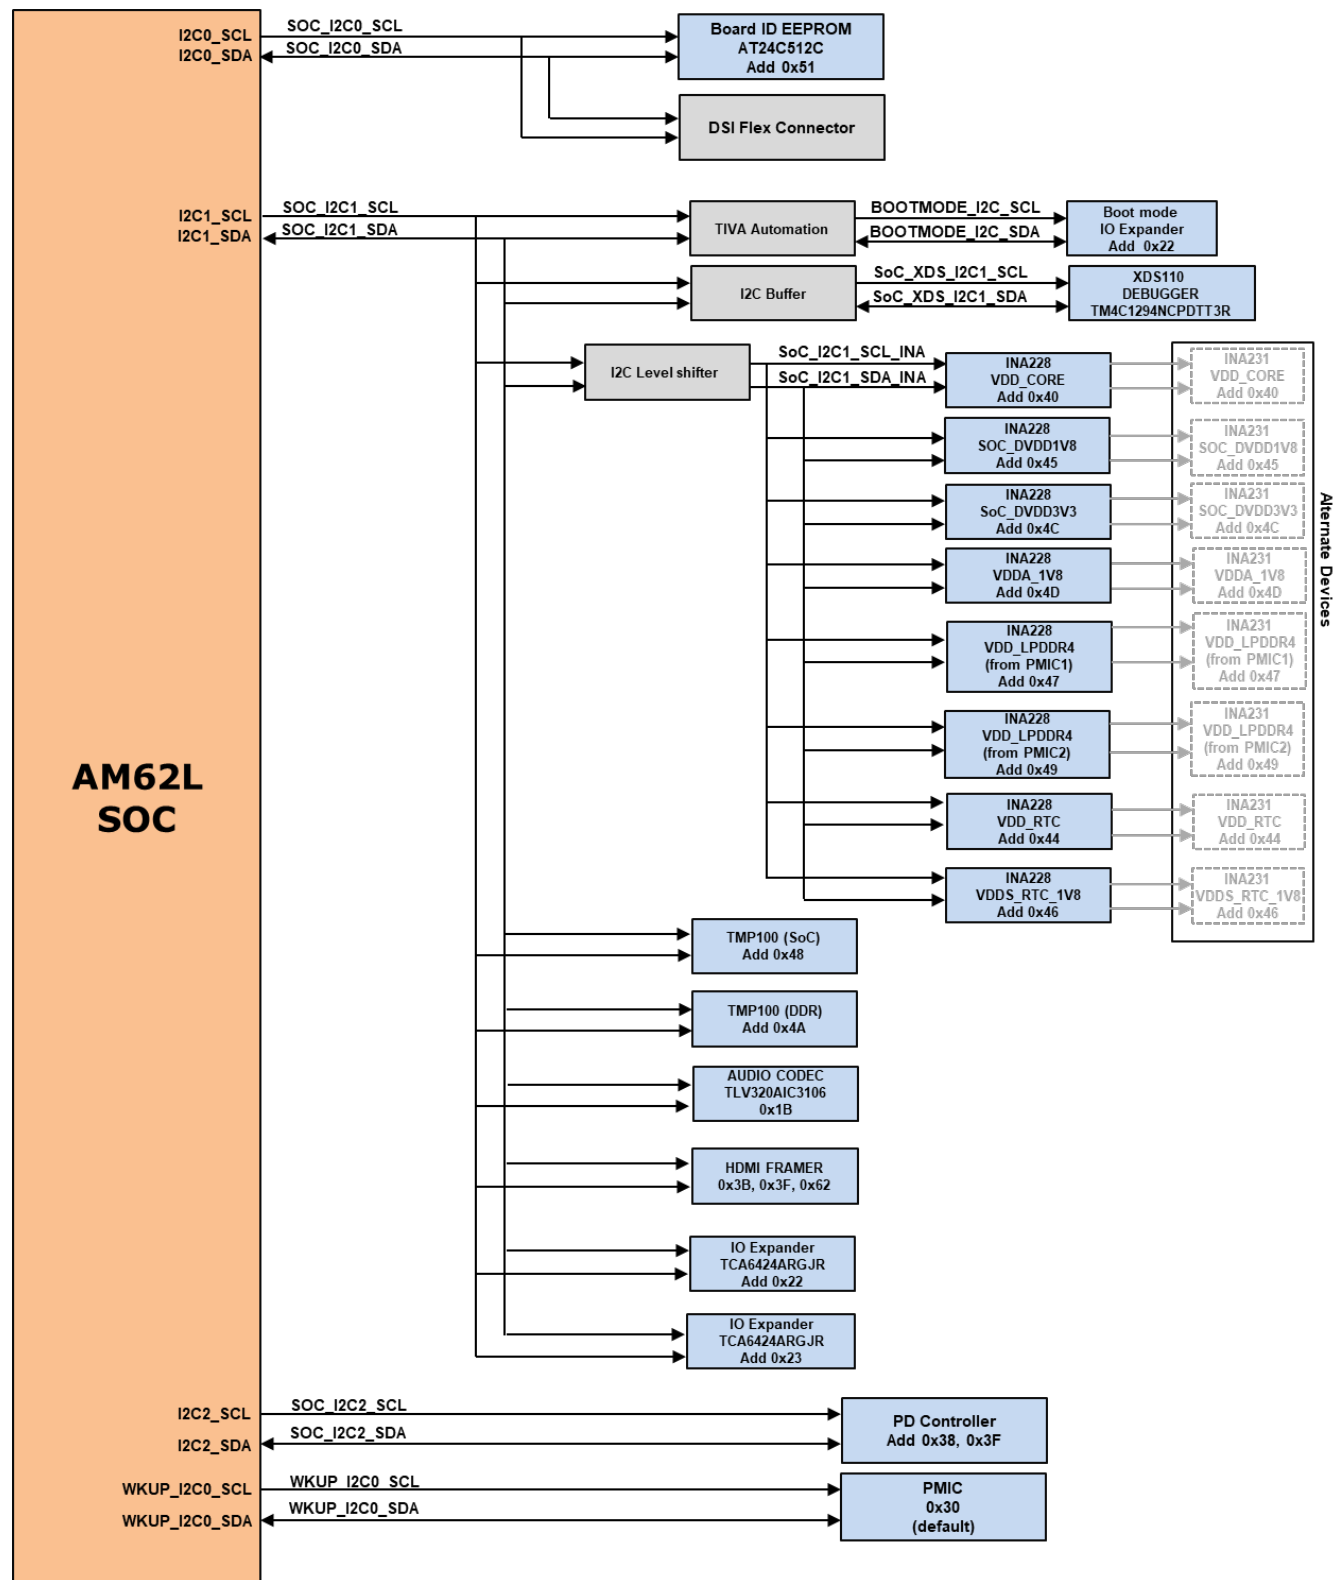 I2C0_SCL
I2C0_SDA
SOC_I2C0_SCL
SOC_I2C0_SDA
Board ID EEPROM
AT24C512C
Add 0x51
DSI Flex Connector
I2C1_SCL
I2C1_SDA
SOC_I2C1_SCL
SOC_I2C1_SDA
TIVA Automation
BOOTMODE_I2C_SCL
BOOTMODE_I2C_SDA
Boot mode
IO Expander
Add 0x22
I2C Buffer
SoC_XDS_I2C1_SCL
SoC_XDS_I2C1_SDA
XDS110
DEBUGGER
TM4C1294NCPDTT3R
I2C Level shifter
SoC_I2C1_SCL_INA
SoC_I2C1_SDA_INA
INA228
VDD_CORE
Add 0x40
INA231
VDD_CORE
Add 0x40
INA228
SOC_DVDD1V8
Add 0x45
INA231
SOC_DVDD1V8
Add 0x45
INA228
SoC_DVDD3V3
Add 0x4C
INA231
SOC_DVDD3V3
Add 0x4C
INA228
VDDA_1V8
Add 0x4D
INA231
VDDA_1V8
Add 0x4D
INA228
VDD_LPDDR4
(from PMIC1)
Add 0x47
INA231
VDD_LPDDR4
(from PMIC1)
Add 0x47
INA228
VDD_LPDDR4
(from PMIC2)
Add 0x49
INA231
VDD_LPDDR4
(from PMIC2)
Add 0x49
INA228
VDD_RTC
Add 0x44
INA231
VDD_RTC
Add 0x44
INA228
VDDS_RTC_1V8
Add 0x46
INA231
VDDS_RTC_1V8
Add 0x46
Alternate Devices
AM62L
SOC
TMP100 (SoC)
Add 0x48
TMP100 (DDR)
Add 0x4A
AUDIO CODEC
TLV320AIC3106
0x1B
HDMI FRAMER
0x3B, 0x3F, 0x62
IO Expander
TCA6424ARGJR
Add 0x22
IO Expander
TCA6424ARGJR
Add 0x23
I2C2_SCL
I2C2_SDA
SOC_I2C2_SCL
SOC_I2C2_SDA
PD Controller
Add 0x38, 0x3F
WKUP_I2C0_SCL
WKUP_I2C0_SDA
WKUP_I2C0_SCL
WKUP_I2C0_SDA
PMIC
0x30
(default)